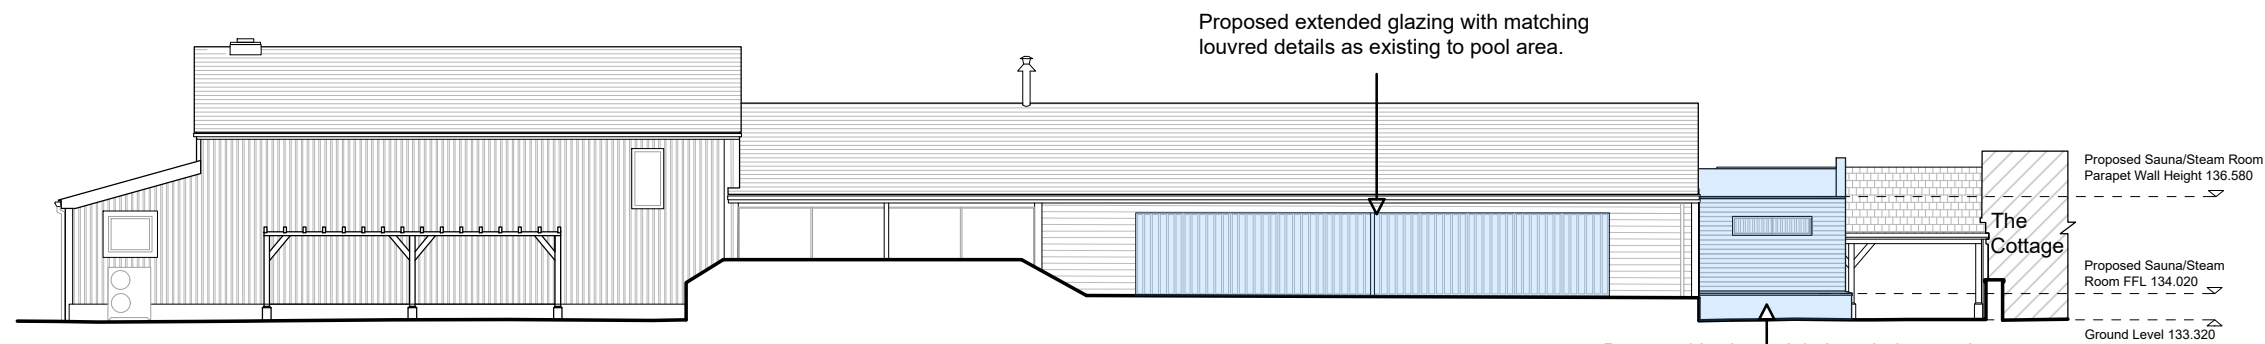 Proposed extended glazing with matching
louvred details as existing to pool area.
Proposed Sauna/Steam Room
Parapet Wall Height 136.580
The
Cottage
Proposed Sauna/Steam
Room FFL 134.020
Ground Level 133.320